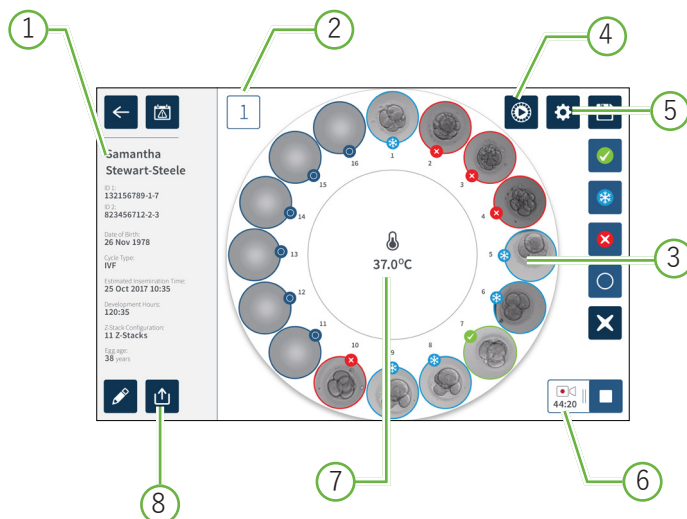 1
2
4
5
1
Samantha
Stewart-Steele
ID 1:
132156789-1-7
ID 2:
823456712-2-3
Date of Birth:
26 Nov 1978
Cycle Type:
IVF
Estimated Insemination Time:
25 Oct 2017 10:35
Development Hours:
120:35
Z-Stack Configuration:
11 Z-Stacks
Egg age:
38 years
1
2
3
4
5
6
7
8
9
10
11
12
13
14
15
16
37.0°C
3
44:20
8
7
6